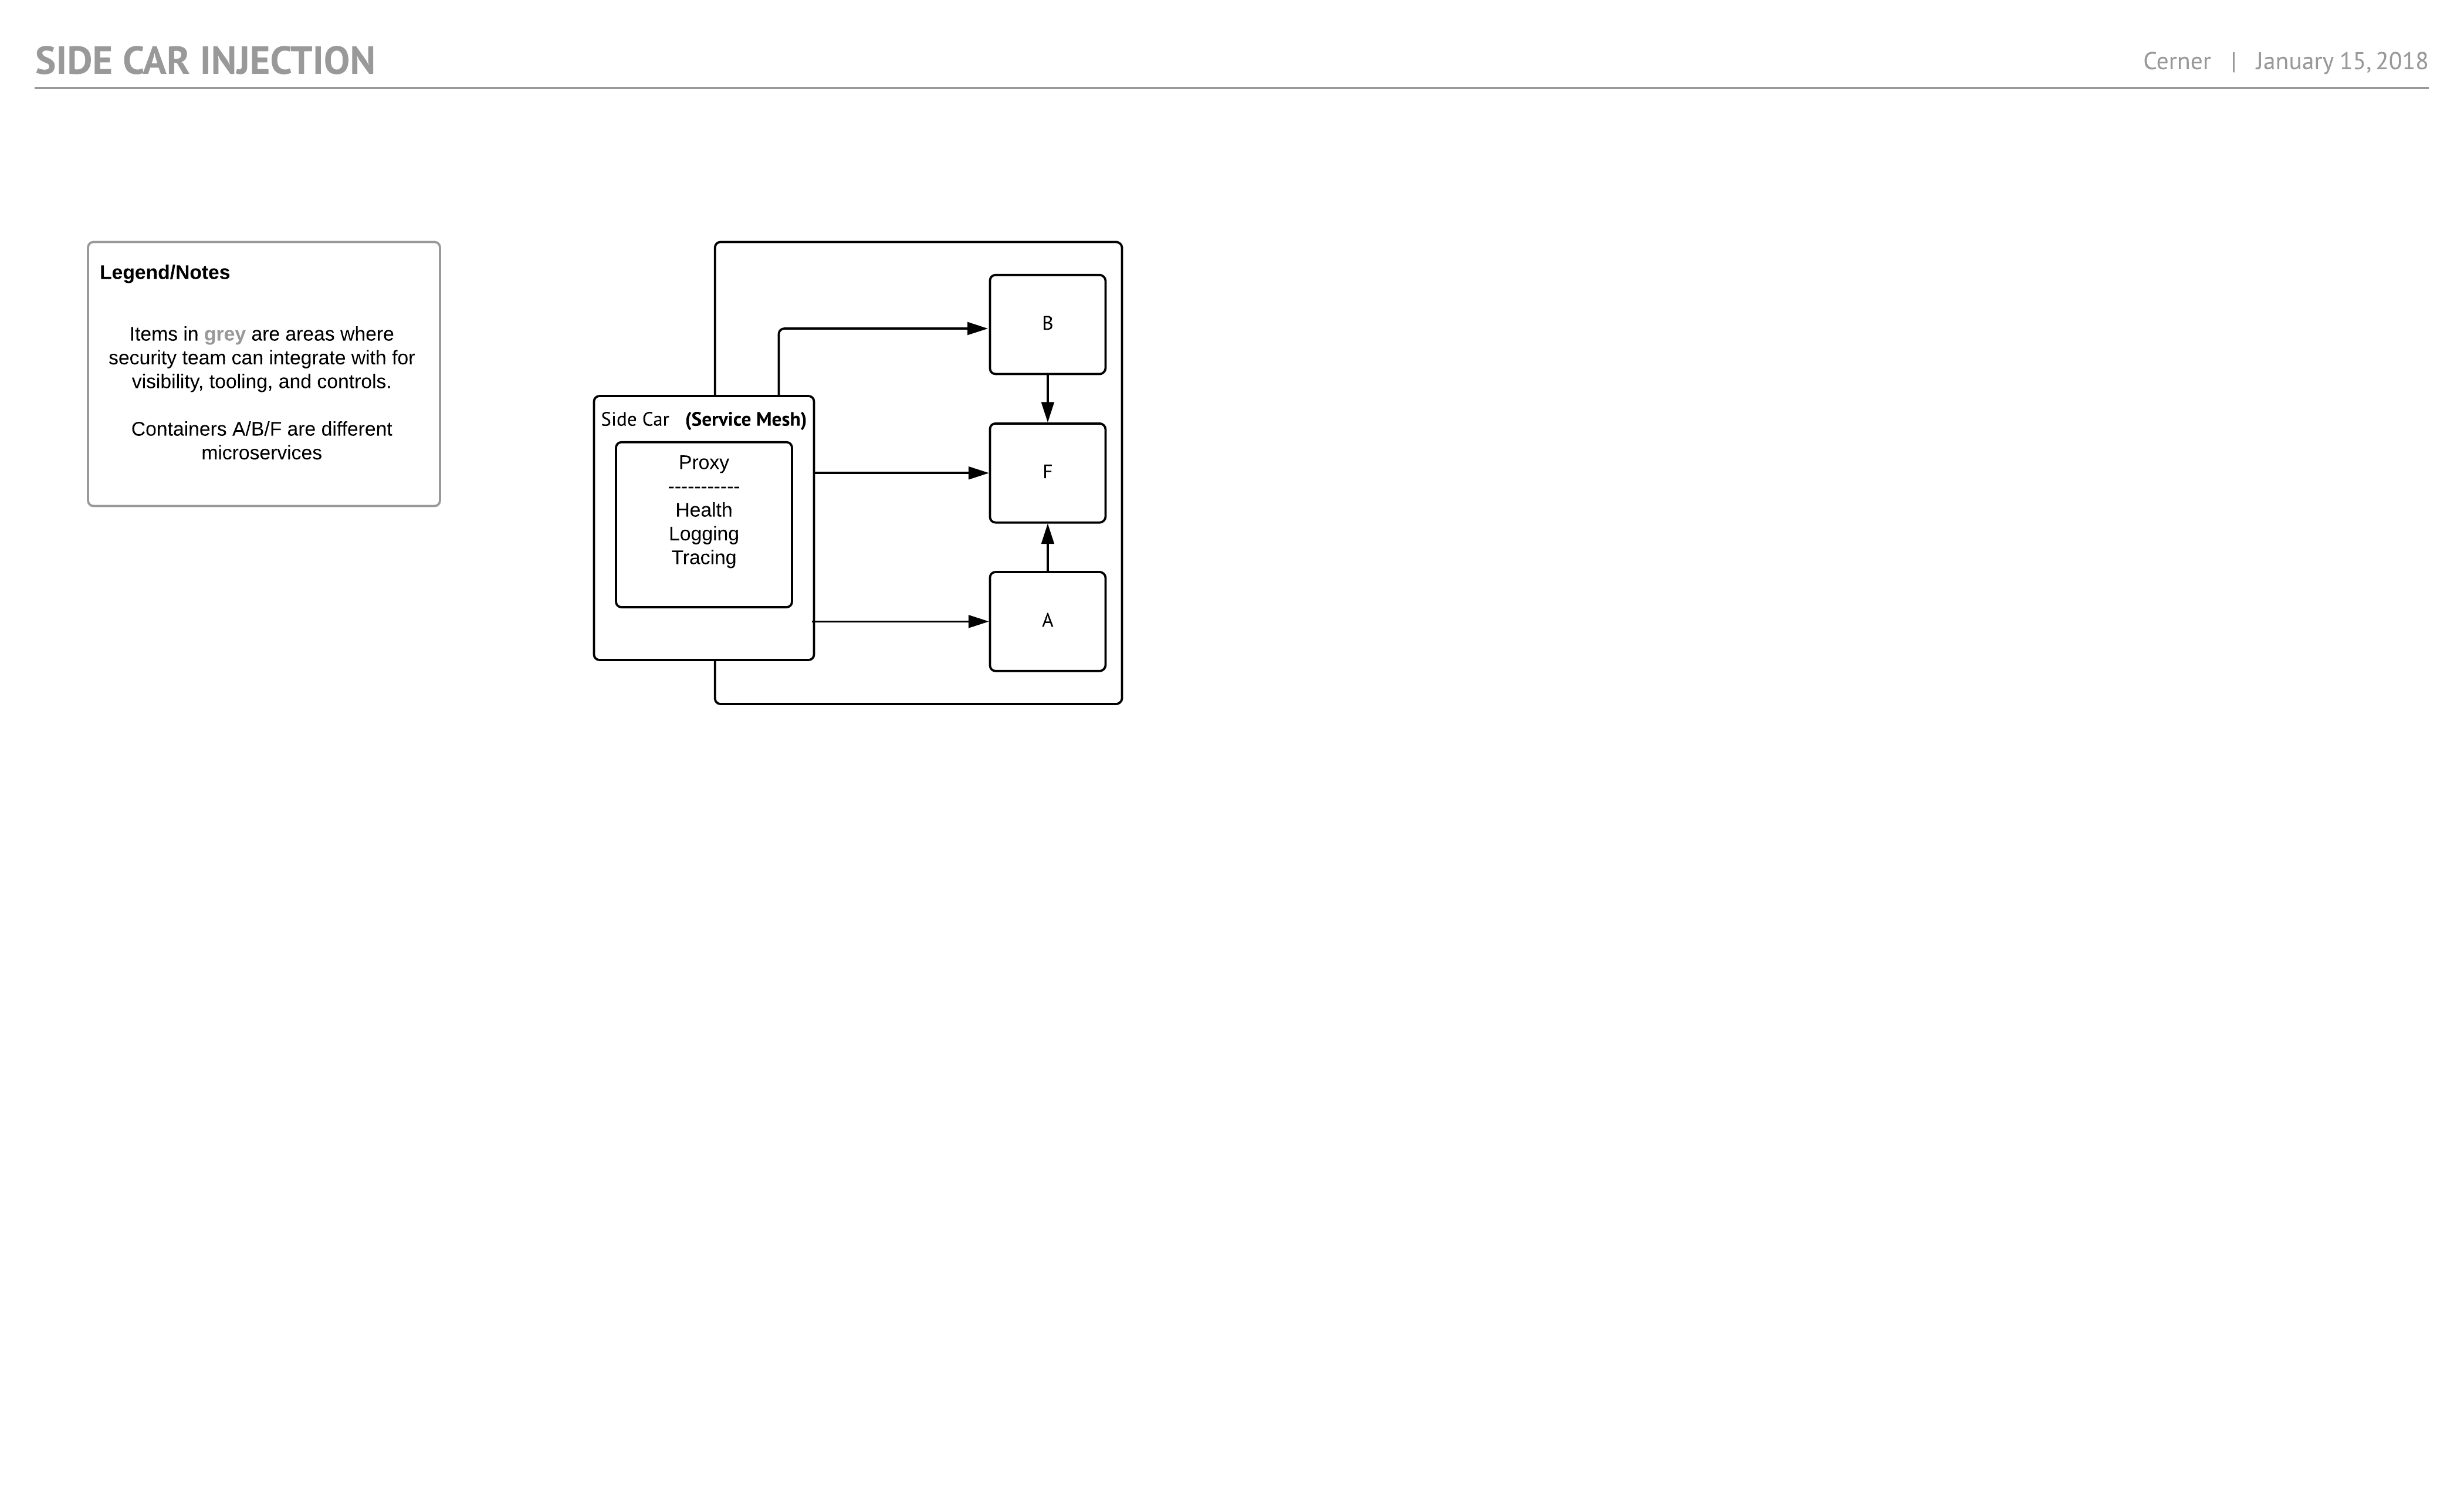 SIDE CAR INJECTION
Cerner | January 15, 2018
Legend/Notes
Items in grey are areas where
security team can integrate with for
visibility, tooling, and controls.
Containers A/B/F are different
microservices
Side Car (Service Mesh)
Proxy
-----------
Health
Logging
Tracing
B
F
A